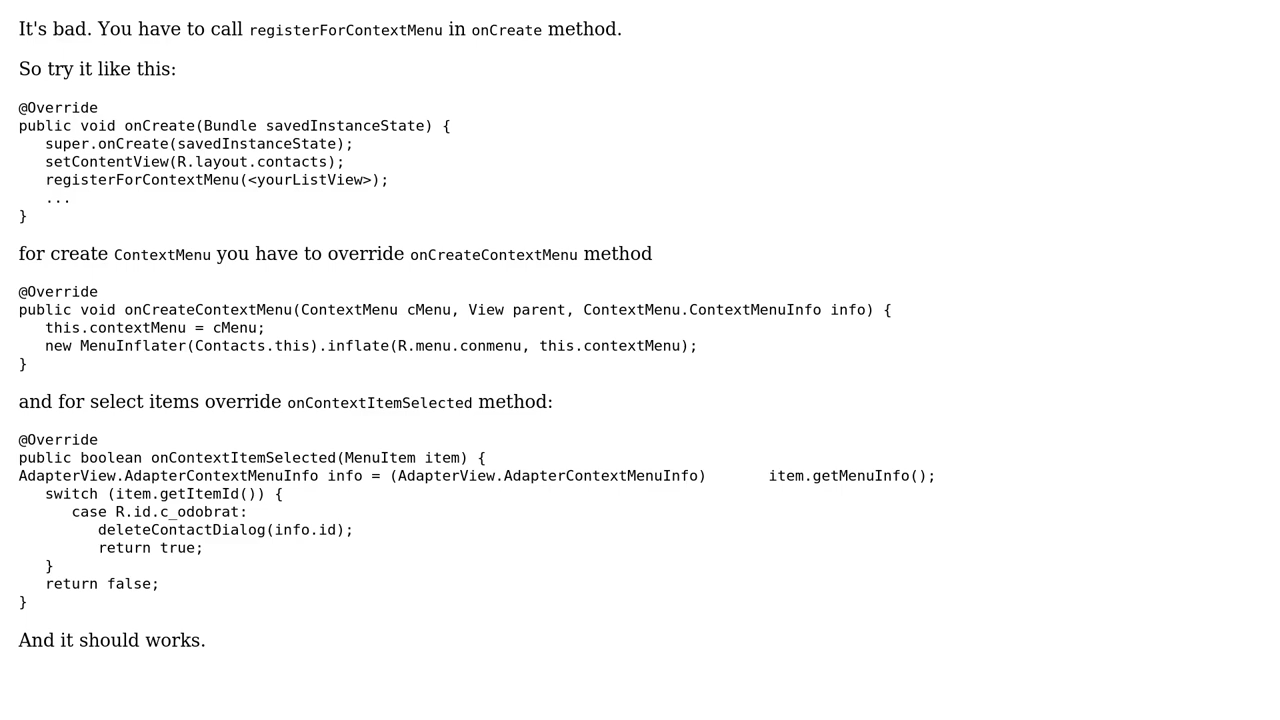 It's bad. You have to call registerForContextMenu in onCreate method.
So try it like this:
@Override
public void onCreate(Bundle savedInstanceState) {
   super.onCreate(savedInstanceState);
   setContentView(R.layout.contacts);
   registerForContextMenu(<yourListView>);
   ...
}
for create ContextMenu you have to override onCreateContextMenu method
@Override
public void onCreateContextMenu(ContextMenu cMenu, View parent, ContextMenu.ContextMenuInfo info) {
   this.contextMenu = cMenu;
   new MenuInflater(Contacts.this).inflate(R.menu.conmenu, this.contextMenu);
}
and for select items override onContextItemSelected method:
@Override
public boolean onContextItemSelected(MenuItem item) {
AdapterView.AdapterContextMenuInfo info = (AdapterView.AdapterContextMenuInfo)       item.getMenuInfo();
   switch (item.getItemId()) {
      case R.id.c_odobrat:
         deleteContactDialog(info.id);
         return true;
   }
   return false;
}
And it should works.